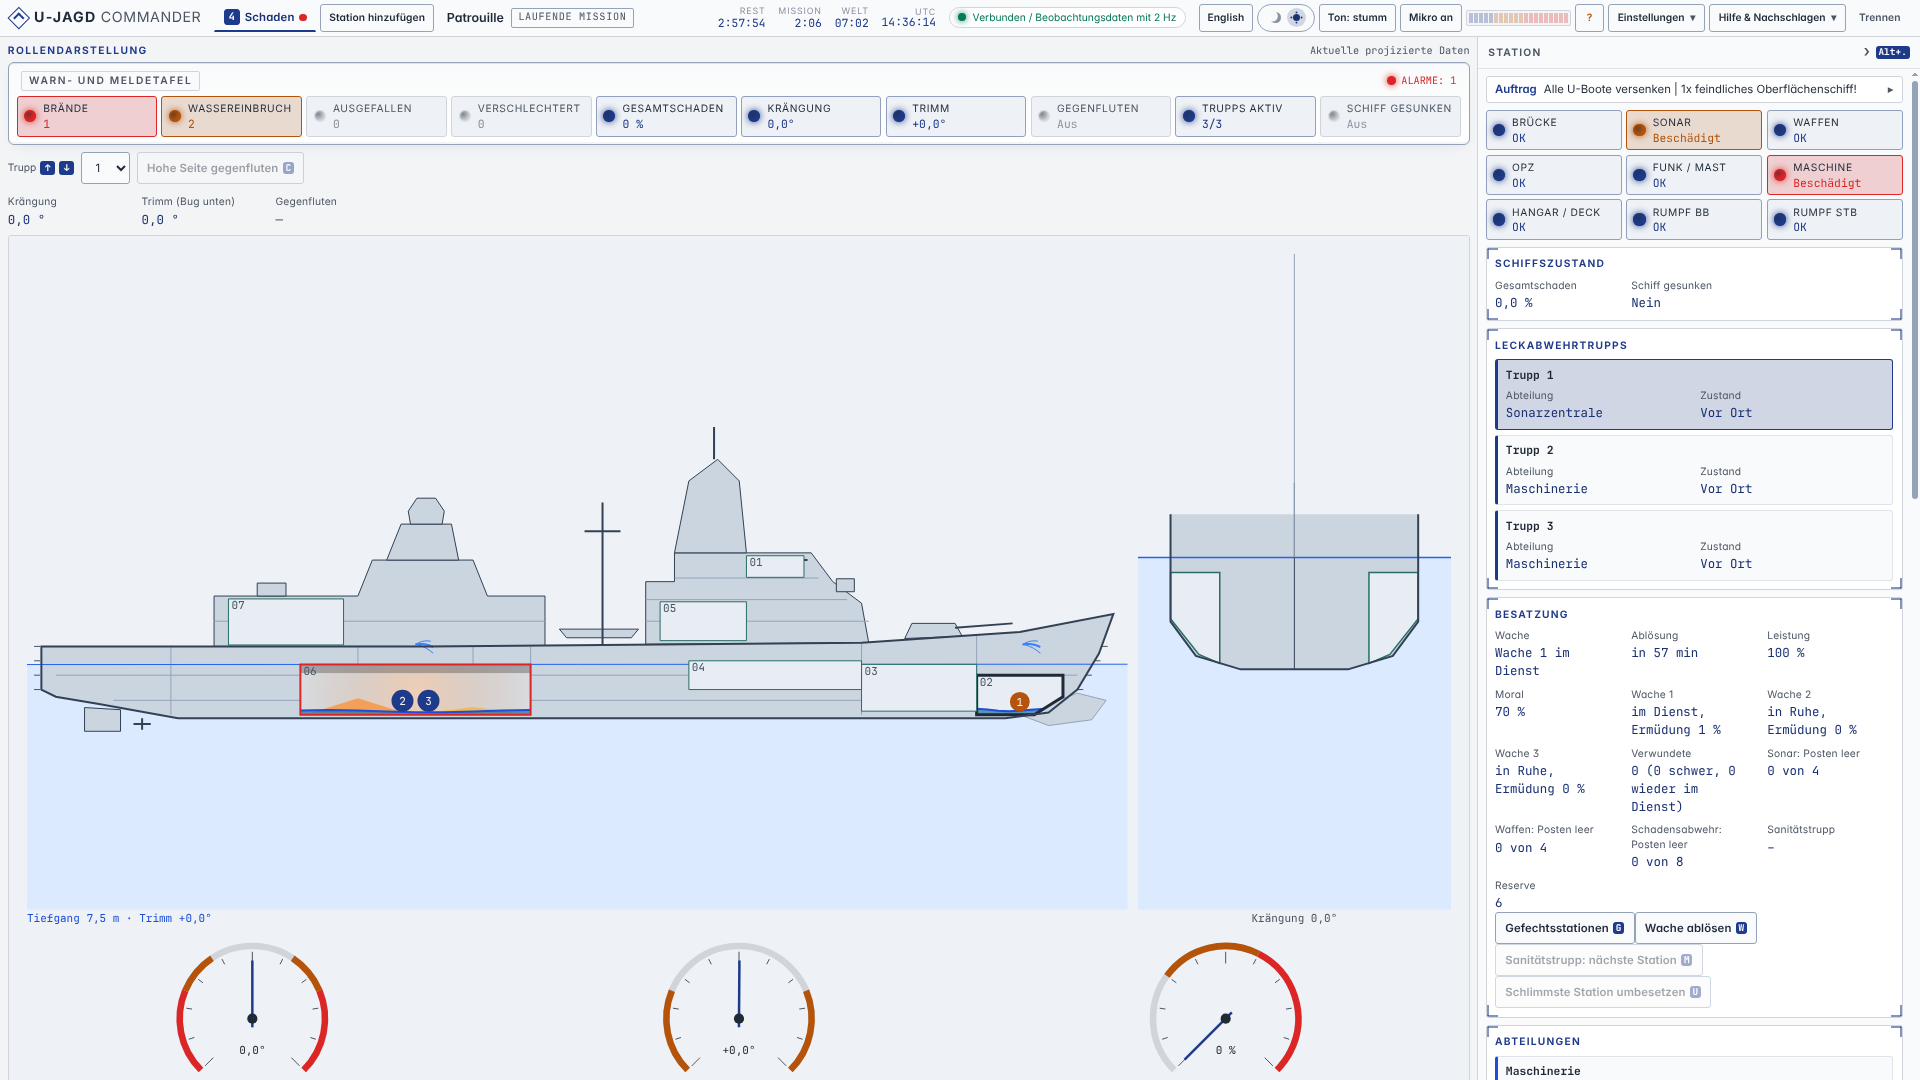 U-JAGD COMMANDER
4 Schaden
Station hinzufügen
Patrouille
LAUFENDE MISSION
REST 2:57:54
MISSION 2:06
WELT 07:02
UTC 14:36:14
Verbunden / Beobachtungsdaten mit 2 Hz
English
Ton: stumm
Mikro an
?
Einstellungen ▾
Hilfe & Nachschlagen ▾
Trennen
ROLLENDARSTELLUNG
Aktuelle projizierte Daten
WARN- UND MELDETAFEL
ALARME: 1
BRÄNDE 1
WASSEREINBRUCH 2
AUSGEFALLEN 0
VERSCHLECHTERT 0
GESAMTSCHADEN 0 %
KRÄNGUNG 0,0°
TRIMM +0,0°
GEGENFLUTEN Aus
TRUPPS AKTIV 3/3
SCHIFF GESUNKEN Aus
Trupp ↑ ↓ 1
Hohe Seite gegenfluten C
Krängung 0,0 °
Trimm (Bug unten) 0,0 °
Gegenfluten –
01
07
05
06
04
03
02
2
3
1
Tiefgang 7,5 m · Trimm +0,0°
Krängung 0,0°
0,0°
+0,0°
0 %
STATION
› Alt+.
Auftrag Alle U-Boote versenken | 1x feindliches Oberflächenschiff! ▸
BRÜCKE OK
SONAR Beschädigt
WAFFEN OK
OPZ OK
FUNK / MAST OK
MASCHINE Beschädigt
HANGAR / DECK OK
RUMPF BB OK
RUMPF STB OK
SCHIFFSZUSTAND
Gesamtschaden 0,0 %
Schiff gesunken Nein
LECKABWEHRTRUPPS
Trupp 1
Abteilung Zustand
Sonarzentrale Vor Ort
Trupp 2
Abteilung Zustand
Maschinerie Vor Ort
Trupp 3
Abteilung Zustand
Maschinerie Vor Ort
BESATZUNG
Wache Wache 1 im Dienst
Ablösung in 57 min
Leistung 100 %
Moral 70 %
Wache 1 im Dienst, Ermüdung 1 %
Wache 2 in Ruhe, Ermüdung 0 %
Wache 3 in Ruhe, Ermüdung 0 %
Verwundete 0 (0 schwer, 0 wieder im Dienst)
Sonar: Posten leer 0 von 4
Waffen: Posten leer 0 von 4
Schadensabwehr: Posten leer 0 von 8
Sanitätstrupp –
Reserve 6
Gefechtsstationen G
Wache ablösen W
Sanitätstrupp: nächste Station M
Schlimmste Station umbesetzen U
ABTEILUNGEN
Maschinerie